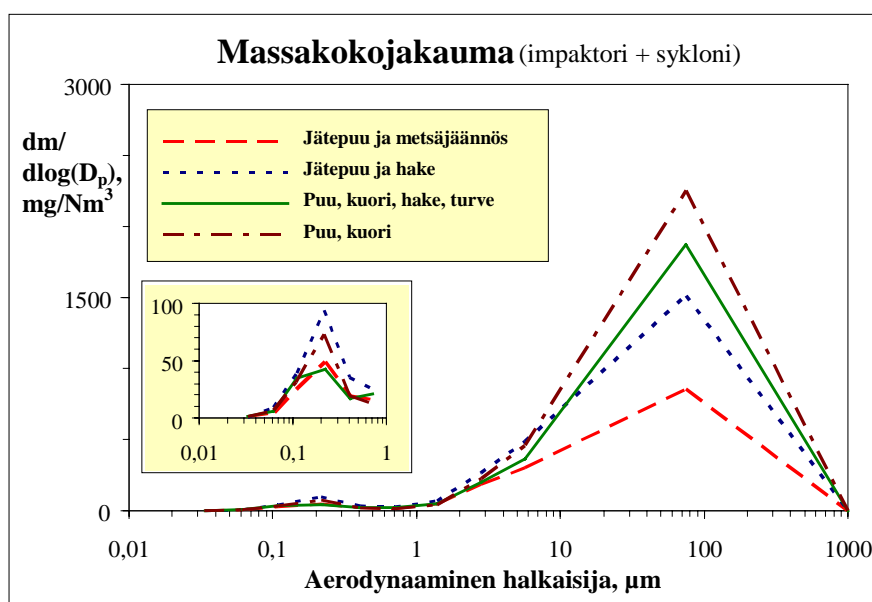 Massakokojakauma (impaktori + sykloni)
3000
dm/
dlog(Dp),
mg/Nm³
Jätepuu ja metsäjäännös
Jätepuu ja hake
Puu, kuori, hake, turve
Puu, kuori
1500
100
50
0
0,01 0,1 1
0
0,01 0,1 1 10 100 1000
Aerodynaaminen halkaisija, µm